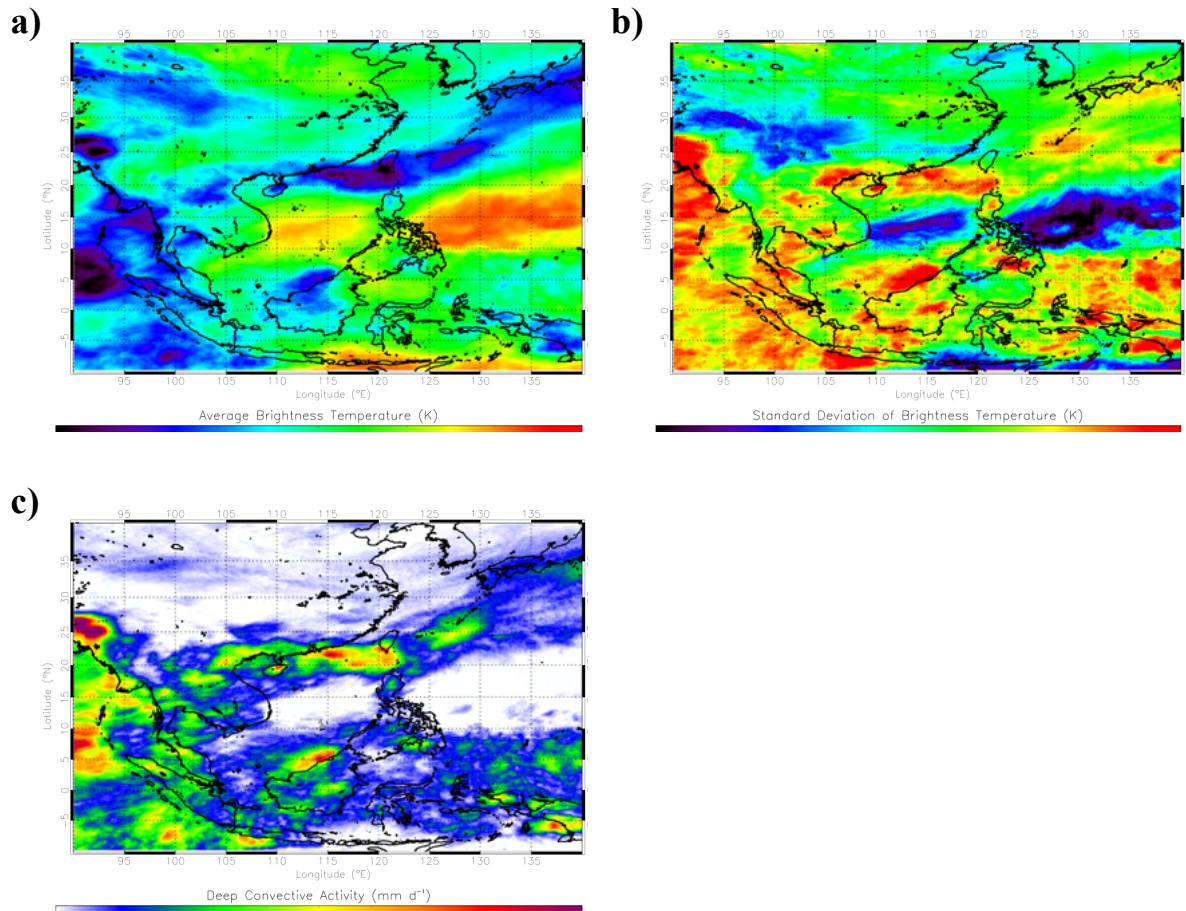 a)
95 100 105 110 115 120 125 130 135
35
30
25
20
15
10
5
0
-5
Latitude (°N)
95 100 105 110 115 120 125 130 135
Longitude (°E)
Average Brightness Temperature (K)
b)
95 100 105 110 115 120 125 130 135
35
30
25
20
15
10
5
0
-5
Latitude (°N)
95 100 105 110 115 120 125 130 135
Longitude (°E)
Standard Deviation of Brightness Temperature (K)
c)
95 100 105 110 115 120 125 130 135
35
30
25
20
15
10
5
0
-5
Latitude (°N)
95 100 105 110 115 120 125 130 135
Longitude (°E)
Deep Convective Activity (mm d⁻¹)